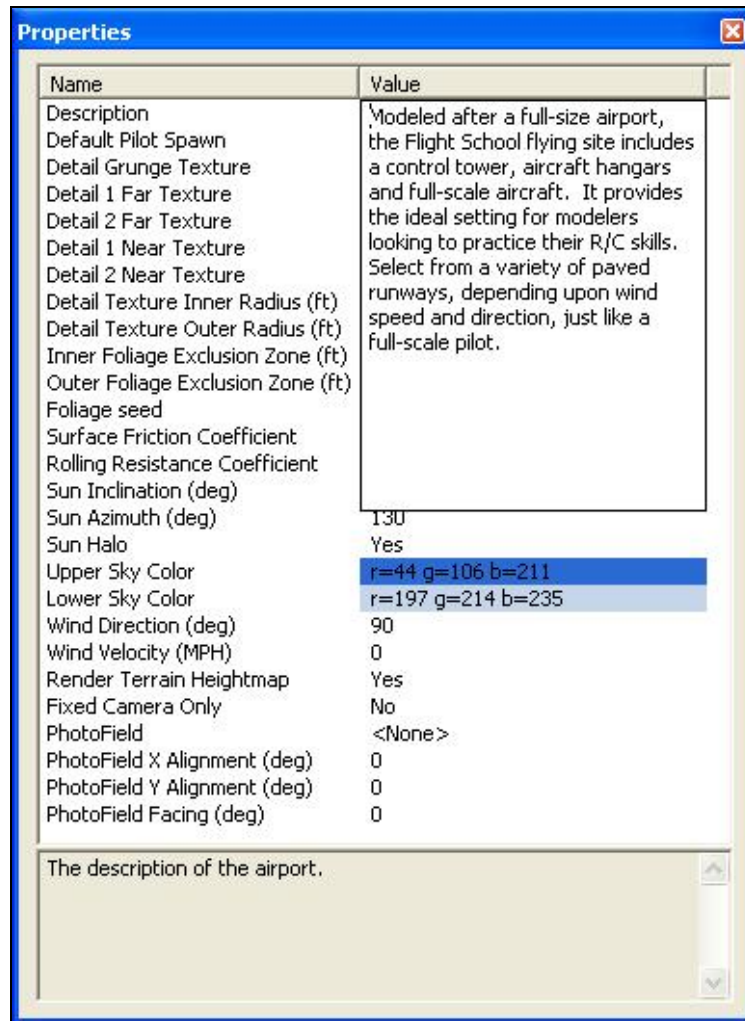 Properties
Name Value
Description
Default Pilot Spawn
Detail Grunge Texture
Detail 1 Far Texture
Detail 2 Far Texture
Detail 1 Near Texture
Detail 2 Near Texture
Detail Texture Inner Radius (ft)
Detail Texture Outer Radius (ft)
Inner Foliage Exclusion Zone (ft)
Outer Foliage Exclusion Zone (ft)
Foliage seed
Surface Friction Coefficient
Rolling Resistance Coefficient
Sun Inclination (deg)
Modeled after a full-size airport,
the Flight School flying site includes
a control tower, aircraft hangars
and full-scale aircraft.  It provides
the ideal setting for modelers
looking to practice their R/C skills.
Select from a variety of paved
runways, depending upon wind
speed and direction, just like a
full-scale pilot.
Sun Azimuth (deg) 130
Sun Halo Yes
Upper Sky Color r=44 g=106 b=211
Lower Sky Color r=197 g=214 b=235
Wind Direction (deg) 90
Wind Velocity (MPH) 0
Render Terrain Heightmap Yes
Fixed Camera Only No
PhotoField <None>
PhotoField X Alignment (deg) 0
PhotoField Y Alignment (deg) 0
PhotoField Facing (deg) 0
The description of the airport.